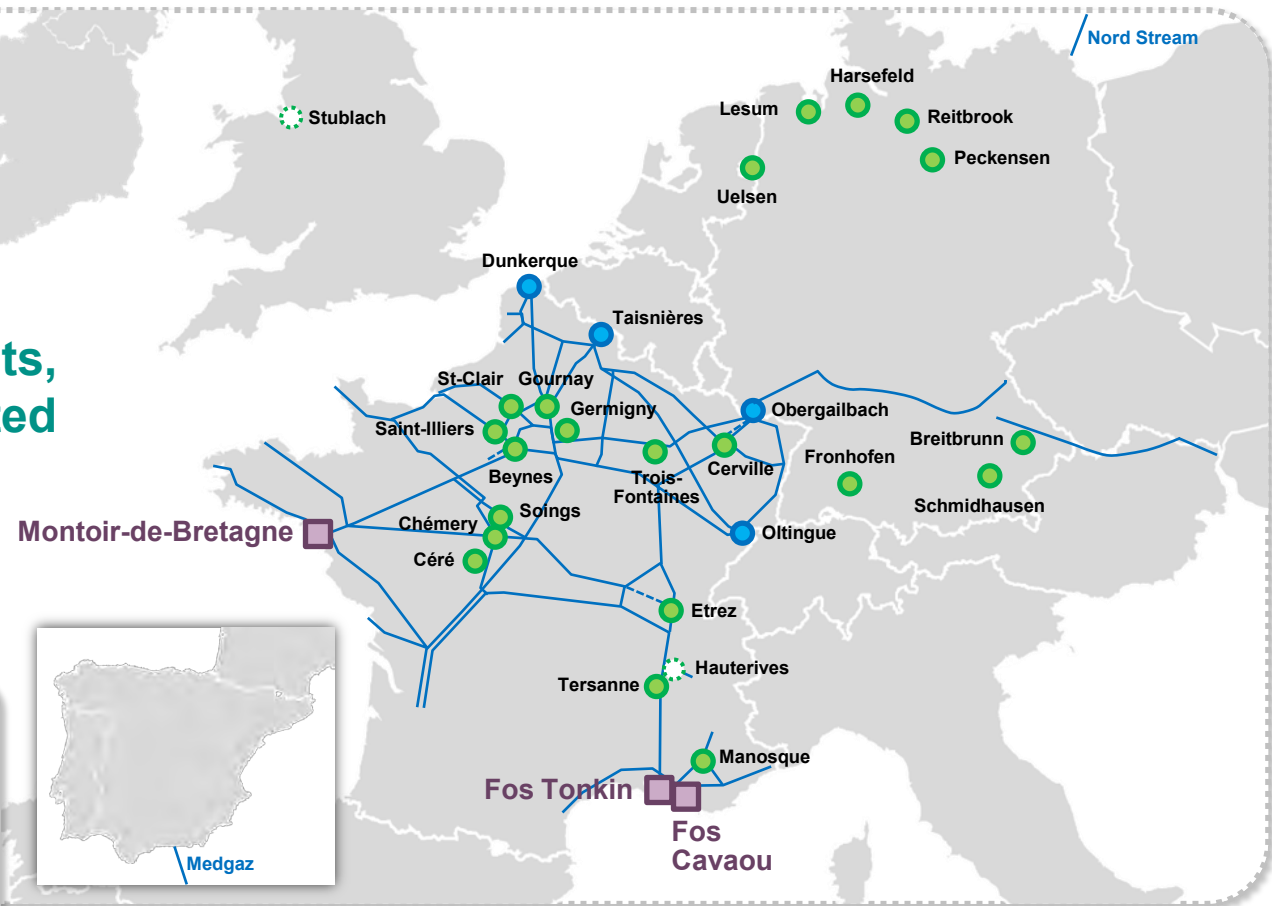 Nord Stream
Harsefeld
Lesum
Reitbrook
Stublach
Peckensen
Uelsen
Dunkerque
Taisnières
ts,
ted
St-Clair
Gournay
Germigny
Obergailbach
Saint-Illiers
Breitbrunn
Fronhofen
Cerville
Beynes
Trois-
Fontaines
Schmidhausen
Soings
Chémery
Montoir-de-Bretagne
Oltingue
Céré
Etrez
Hauterives
Tersanne
Manosque
Fos Tonkin
Fos
Cavaou
Medgaz